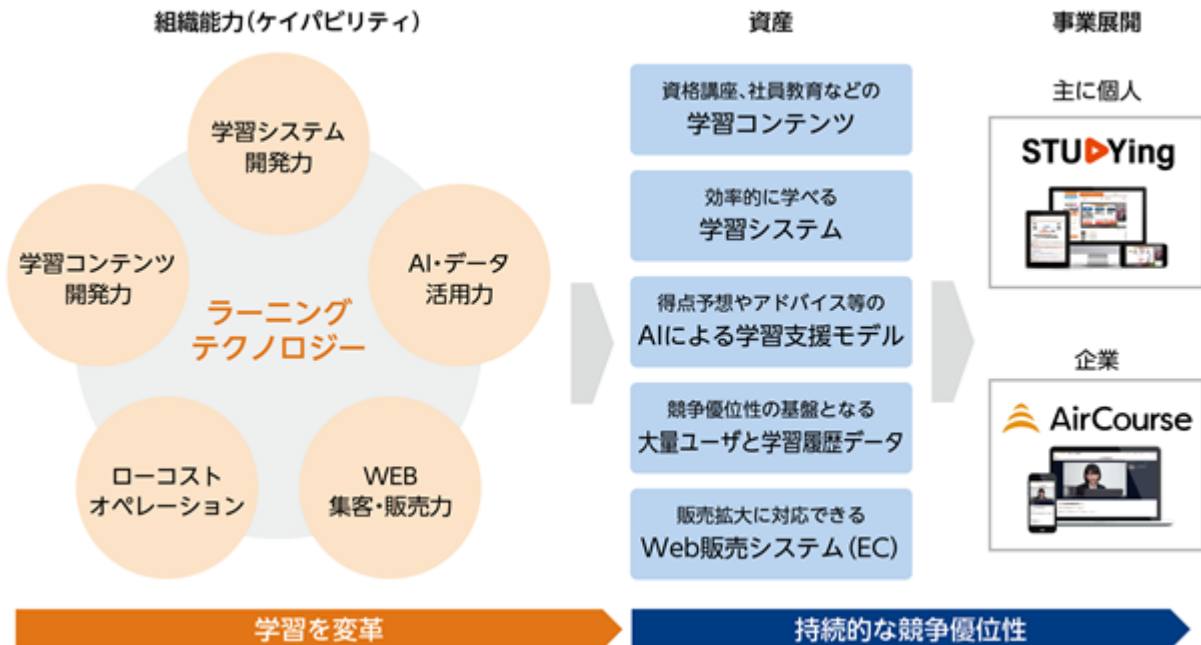 組織能力（ケイパビリティ）
学習システム
開発力
学習コンテンツ
開発力
AI・データ
活用力
ラーニング
テクノロジー
ローコスト
オペレーション
WEB
集客・販売力
資産
資格講座、社員教育などの
学習コンテンツ
効率的に学べる
学習システム
得点予想やアドバイス等の
AIによる学習支援モデル
競争優位性の基盤となる
大量ユーザと学習履歴データ
販売拡大に対応できる
Web販売システム（EC）
事業展開
主に個人
STUDYing
企業
AirCourse
学習を変革
持続的な競争優位性